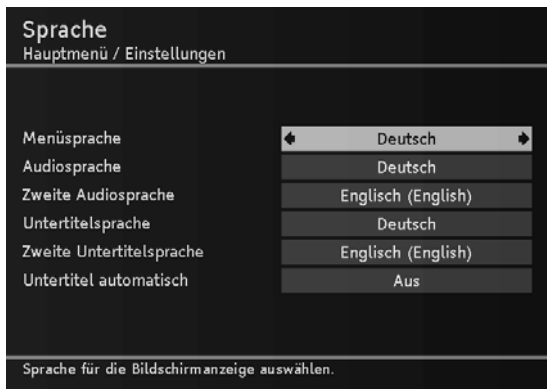 Sprache
Hauptmenü / Einstellungen
Menüsprache Deutsch
Audiosprache Deutsch
Zweite Audiosprache Englisch (English)
Untertitelsprache Deutsch
Zweite Untertitelsprache Englisch (English)
Untertitel automatisch Aus
Sprache für die Bildschirmanzeige auswählen.